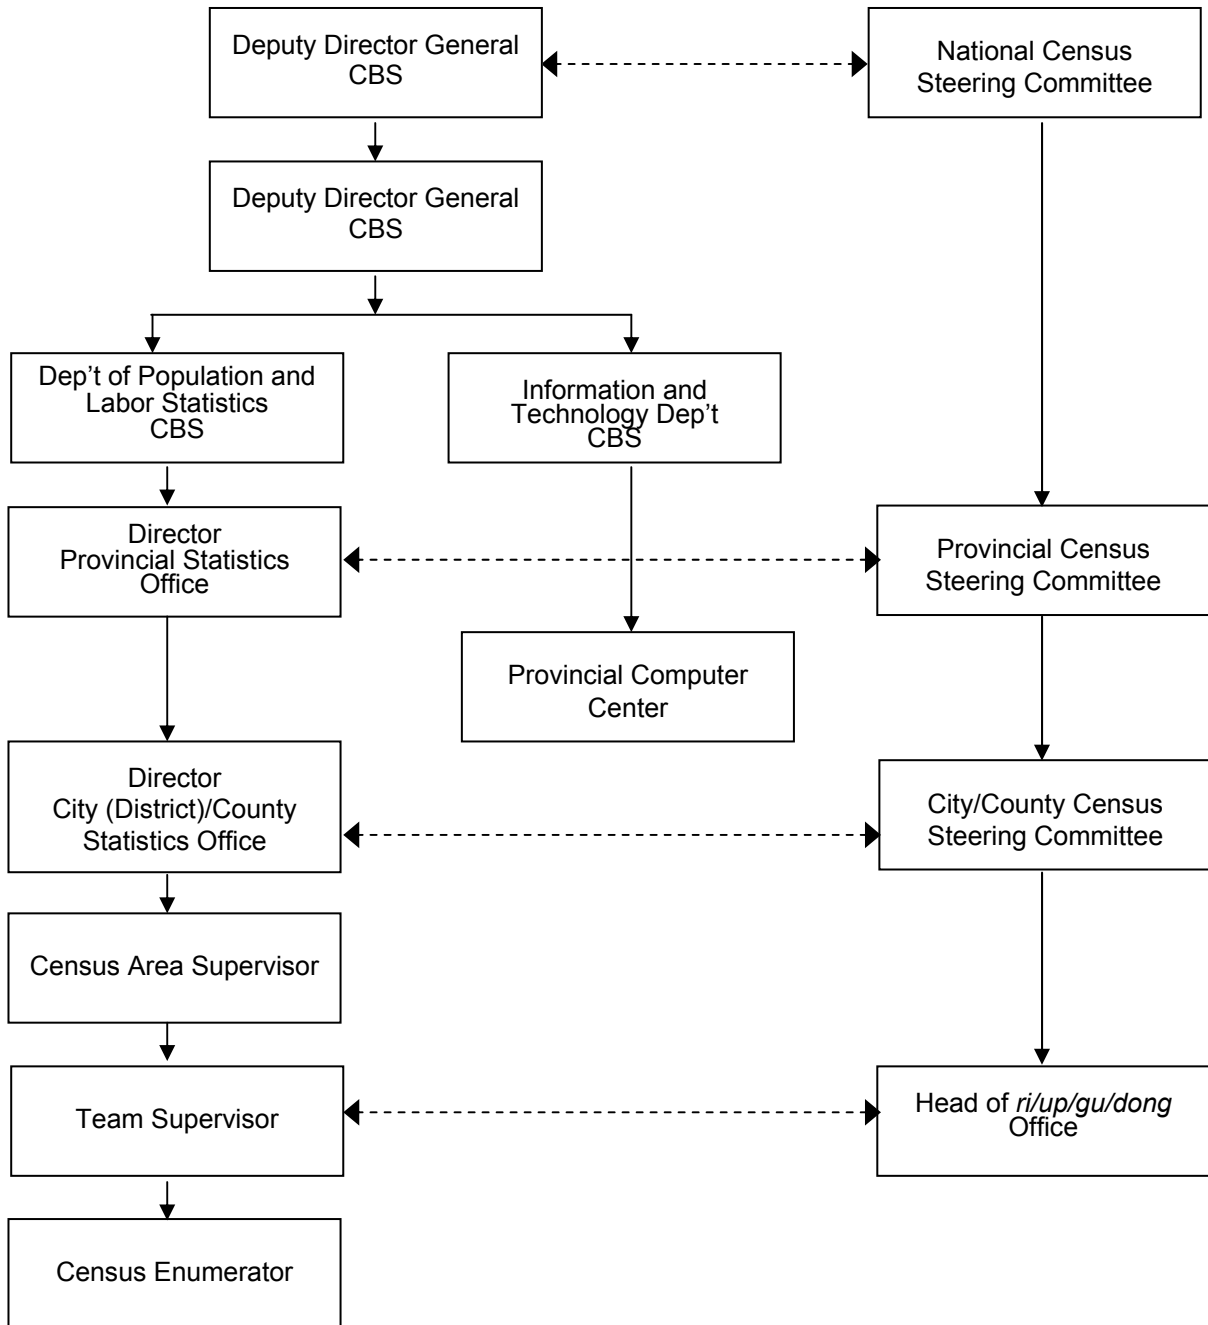 Deputy Director General
CBS
National Census
Steering Committee
Deputy Director General
CBS
Dep't of Population and
Labor Statistics
CBS
Information and
Technology Dep't
CBS
Director
Provincial Statistics
Office
Provincial Census
Steering Committee
Provincial Computer
Center
Director
City (District)/County
Statistics Office
City/County Census
Steering Committee
Census Area Supervisor
Team Supervisor
Head of ri/up/gu/dong
Office
Census Enumerator